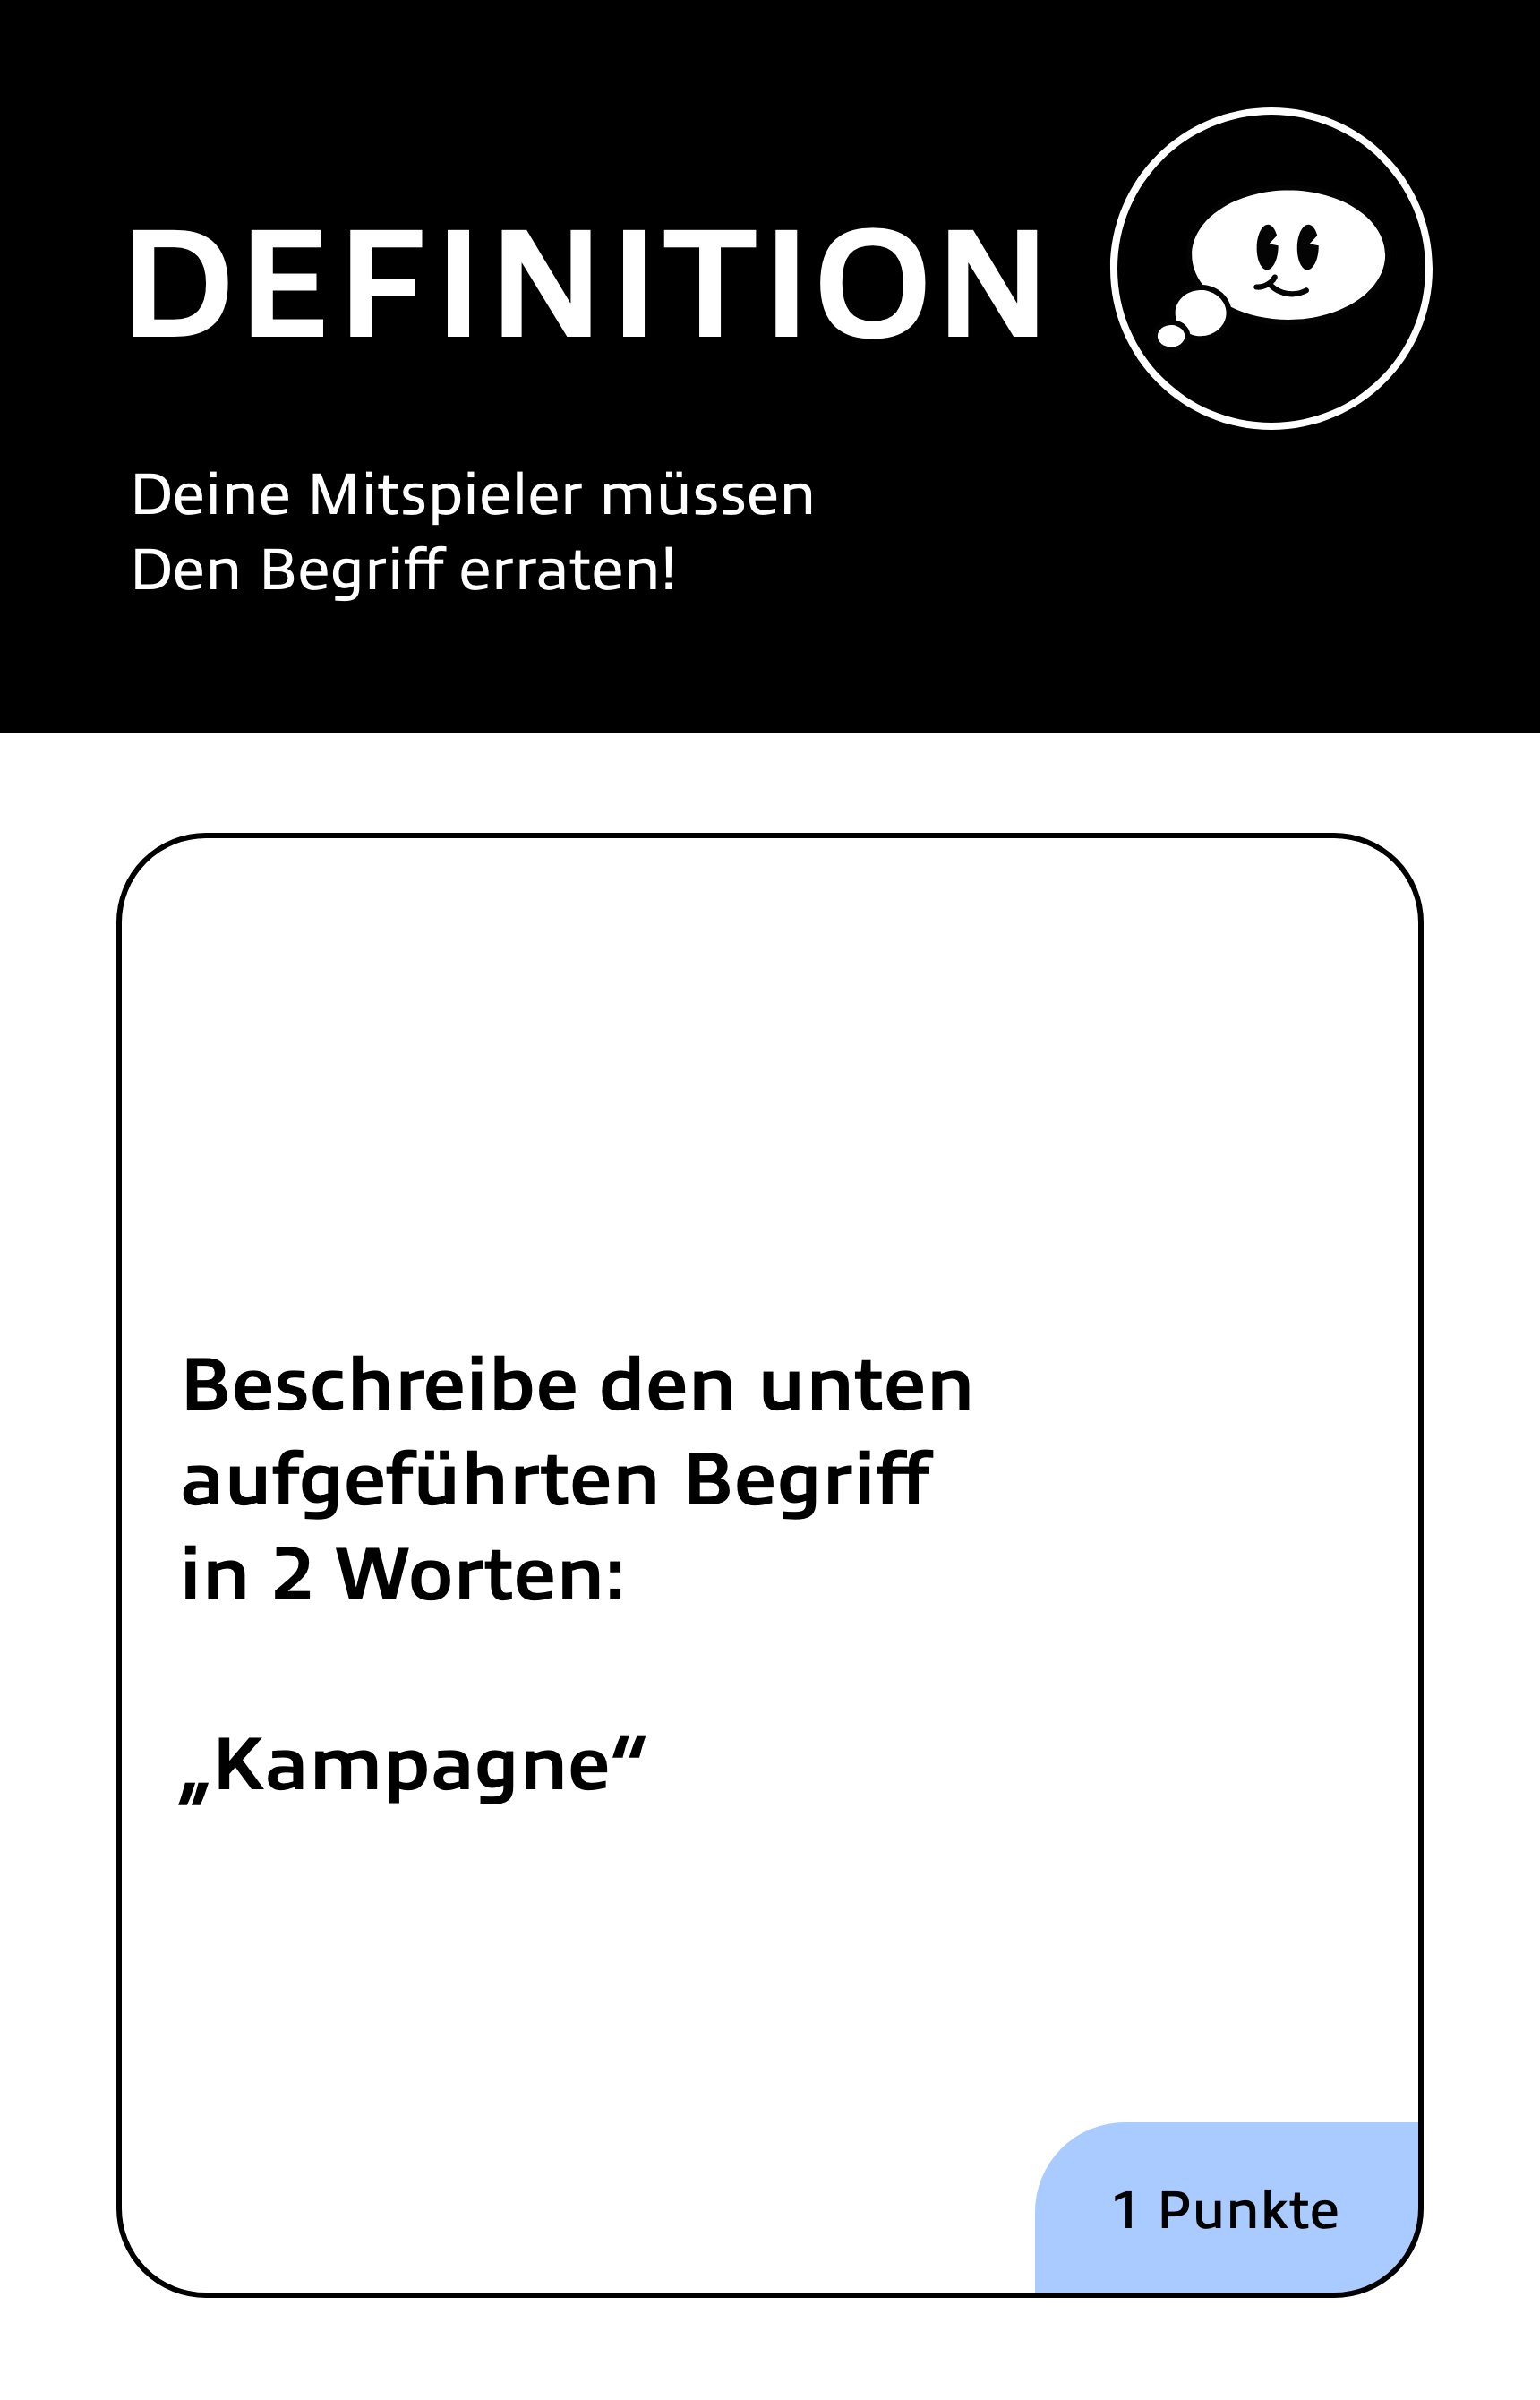 DEFINITION
Deine Mitspieler müssen
Den Begriff erraten!
Beschreibe den unten
aufgeführten Begriff
in 2 Worten:
„Kampagne“
1 Punkte